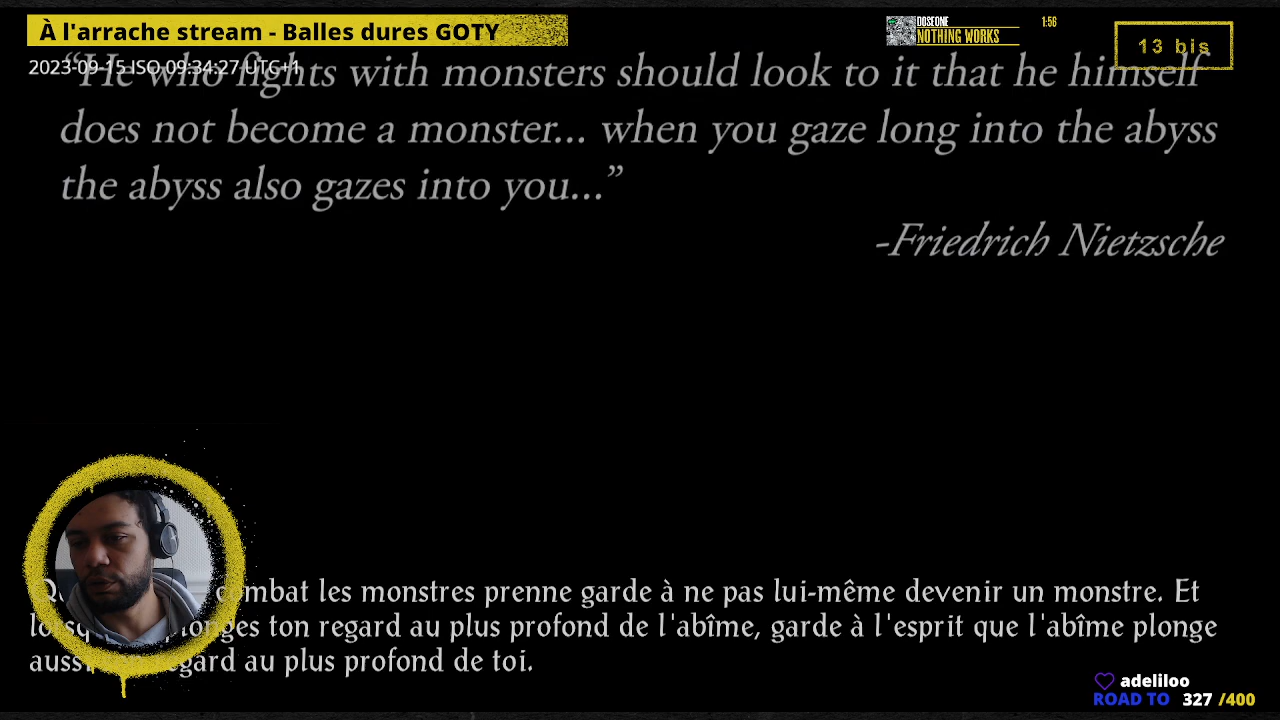 À l'arrache stream - Balles dures GOTY
DOSEONE
NOTHING WORKS
1:56
13 bis
2023-09-15 ISO 09:34:27 UTC+1
“He who fights with monsters should look to it that he himself
does not become a monster... when you gaze long into the abyss
the abyss also gazes into you...”
-Friedrich Nietzsche
les monstres prenne garde à ne pas lui-même devenir un monstre. Et
ton regard au plus profond de l'abîme, garde à l'esprit que l'abîme plonge
au plus profond de toi.
adeliloo
ROAD TO 327 /400